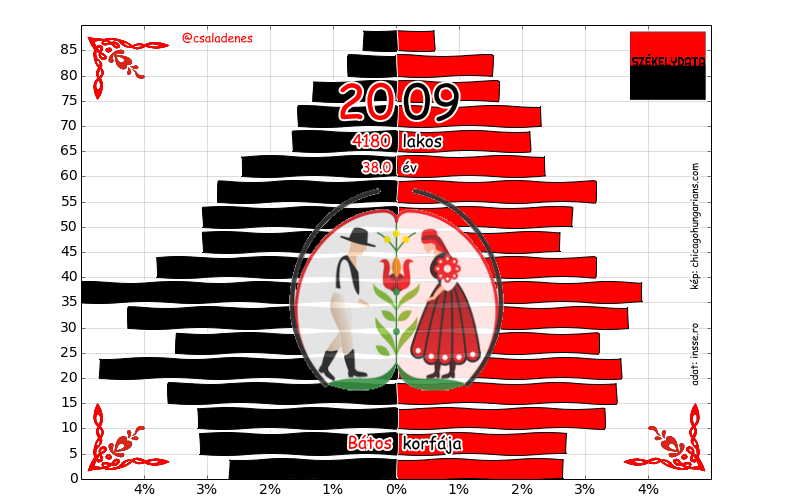 @csaladenes
SZÉKELYDATA
2009
4180 lakos
38.0 év
Bátos korfája
kép: chicagohungarians.com
adat: insse.ro
85
80
75
70
65
60
55
50
45
40
35
30
25
20
15
10
5
0
4% 3% 2% 1% 0% 1% 2% 3% 4%